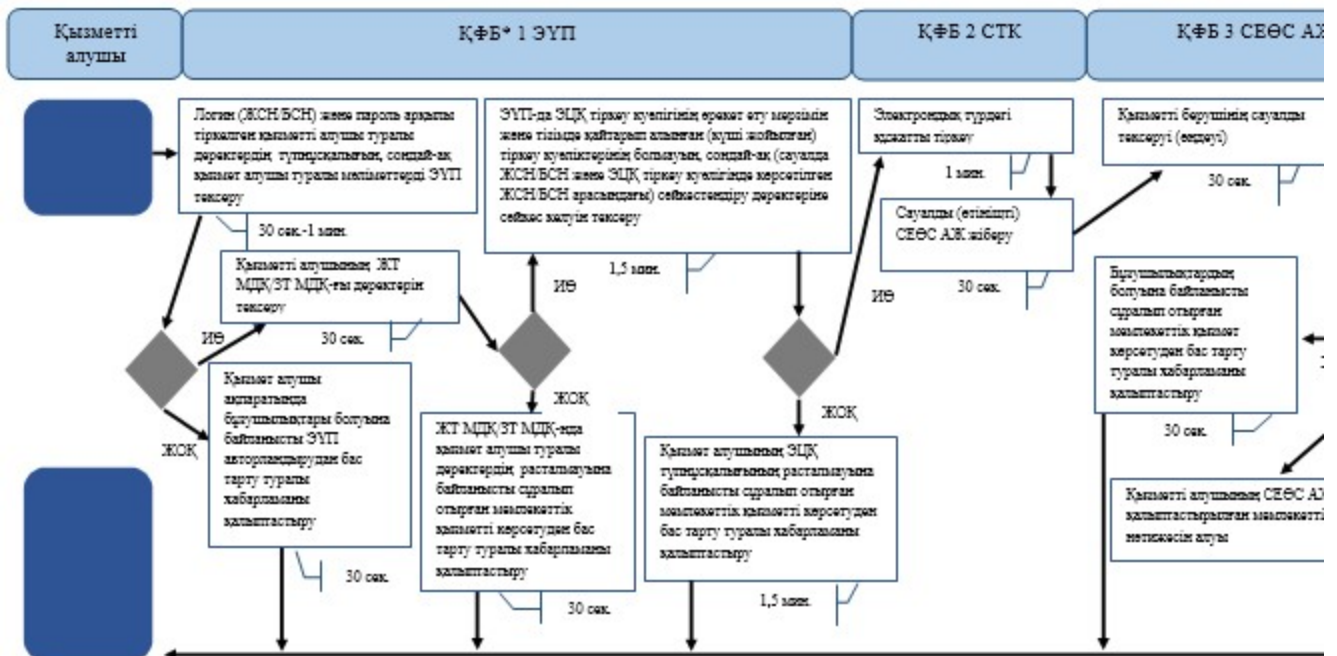 Қызметті
алушы
ҚФБ* 1 ЭҮП
ҚФБ 2 СТК
ҚФБ 3 СЕӨС АЖ
Логин (ЖСН/БСН) және пароль арқылы
тіркелген қызметті алушы туралы
деректердің түпнұсқалығын, сондай-ақ
қызмет алушы туралы мәліметтерді ЭҮП
тексеру
30 сек.-1 мин.
ЭҮП-да ЭЦҚ тіркеу куәлігінің әрекет ету мерзімін
және тізімде қайтарып алынған (күші жойылған)
тіркеу куәліктерінің болмауын, сондай-ақ (сауалда
ЖСН/БСН және ЭЦҚ тіркеу куәлігінде көрсетілген
ЖСН/БСН арасындағы) сәйкестендіру деректеріне
сәйкес келуін тексеру
1,5 мин.
Электрондық түрдегі
құжатты тіркеу
1 мин.
Қызметті берушінің сауалды
тексеруі (өңдеуі)
30 сек.
Сауалды (өтінішті)
СЕӨС АЖ жіберу
30 сек.
Қызметті алушының ЖТ
МДҚ/ЗТ МДҚ-ғы деректерін
тексеру
30 сек.
ИӘ
ИӘ
ИӘ
ЖОҚ
ЖОҚ
ЖОҚ
Бұзушылықтардың
болуына байланысты
сұралып отырған
мемлекеттік қызмет
көрсетуден бас тарту
туралы хабарламаны
қалыптастыру
30 сек.
Қызмет алушы
ақпаратында
бұзушылықтары болуына
байланысты ЭҮП
авторландырудан бас
тарту туралы
хабарламаны
қалыптастыру
30 сек.
ЖТ МДҚ/ЗТ МДҚ-нда
қызмет алушы туралы
деректердің расталмауына
байланысты сұралып
отырған мемлекеттік
қызметті көрсетуден бас
тарту туралы хабарламаны
қалыптастыру
30 сек.
Қызмет алушының ЭЦҚ
түпнұсқалығының расталмауына
байланысты сұралып отырған
мемлекеттік қызметті көрсетуден
бас тарту туралы хабарламаны
қалыптастыру
1,5 мин.
Қызметті алушының СЕӨС АЖ
қалыптастырылған мемлекетті
нәтижесін алуы